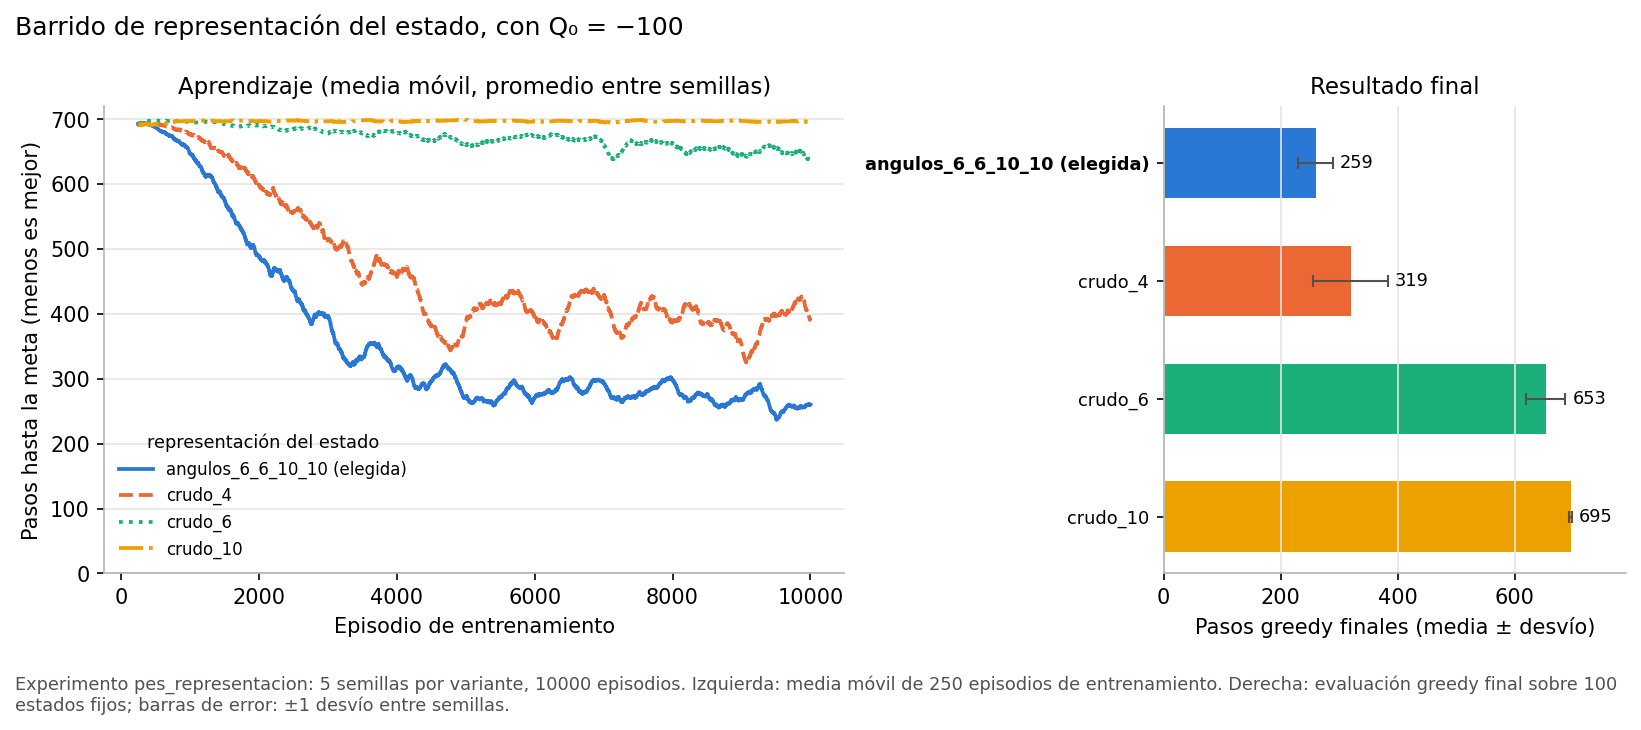 Barrido de representación del estado, con Q₀ = −100
Aprendizaje (media móvil, promedio entre semillas)
Pasos hasta la meta (menos es mejor)
700
600
500
400
300
200
100
0
representación del estado
angulos_6_6_10_10 (elegida)
crudo_4
crudo_6
crudo_10
0 2000 4000 6000 8000 10000
Episodio de entrenamiento
Resultado final
angulos_6_6_10_10 (elegida) 259
crudo_4 319
crudo_6 653
crudo_10 695
0 200 400 600
Pasos greedy finales (media ± desvío)
Experimento pes_representacion: 5 semillas por variante, 10000 episodios. Izquierda: media móvil de 250 episodios de entrenamiento. Derecha: evaluación greedy final sobre 100
estados fijos; barras de error: ±1 desvío entre semillas.